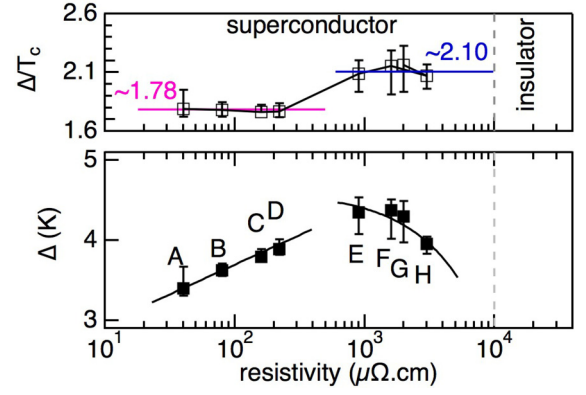 2.6
superconductor
insulator
Δ/Tc
2.1
~2.10
~1.78
1.6
5
Δ (K)
4
A
B
C
D
E
F
G
H
3
10^1
10^2
10^3
10^4
resistivity (μΩ.cm)